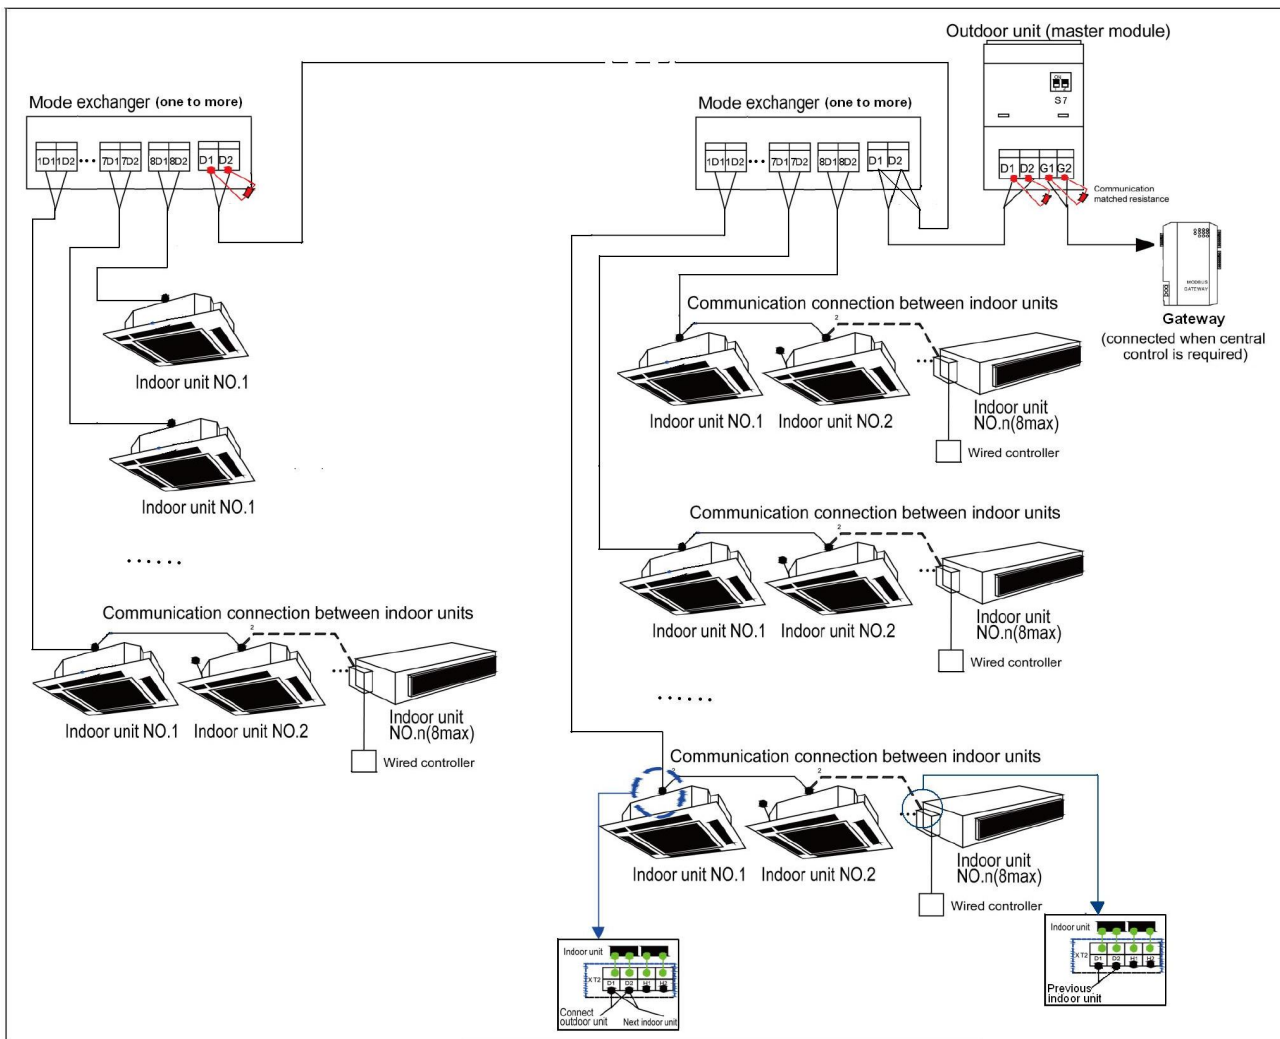 Outdoor unit (master module)
ON
S7
Mode exchanger (one to more)
1D1 1D2 ••• 7D1 7D2 8D1 8D2 D1 D2
Mode exchanger (one to more)
1D1 1D2 ••• 7D1 7D2 8D1 8D2 D1 D2
D1 D2 G1 G2
Communication
matched resistance
MODBUS
GATEWAY
Gateway
(connected when central
control is required)
Indoor unit NO.1
Indoor unit NO.1
......
Communication connection between indoor units
2
Indoor unit NO.1
Indoor unit NO.2
...
Indoor unit
NO.n(8max)
Wired controller
Communication connection between indoor units
2
Indoor unit NO.1
Indoor unit NO.2
...
Indoor unit
NO.n(8max)
Wired controller
Communication connection between indoor units
2
Indoor unit NO.1
Indoor unit NO.2
...
Indoor unit
NO.n(8max)
Wired controller
......
Communication connection between indoor units
2
2
Indoor unit NO.1
Indoor unit NO.2
...
Indoor unit
NO.n(8max)
Wired controller
Indoor unit
XT2
D1 D2 H1 H2
Connect
outdoor unit
Next indoor unit
Indoor unit
XT2
D1 D2 H1 H2
Previous
indoor unit